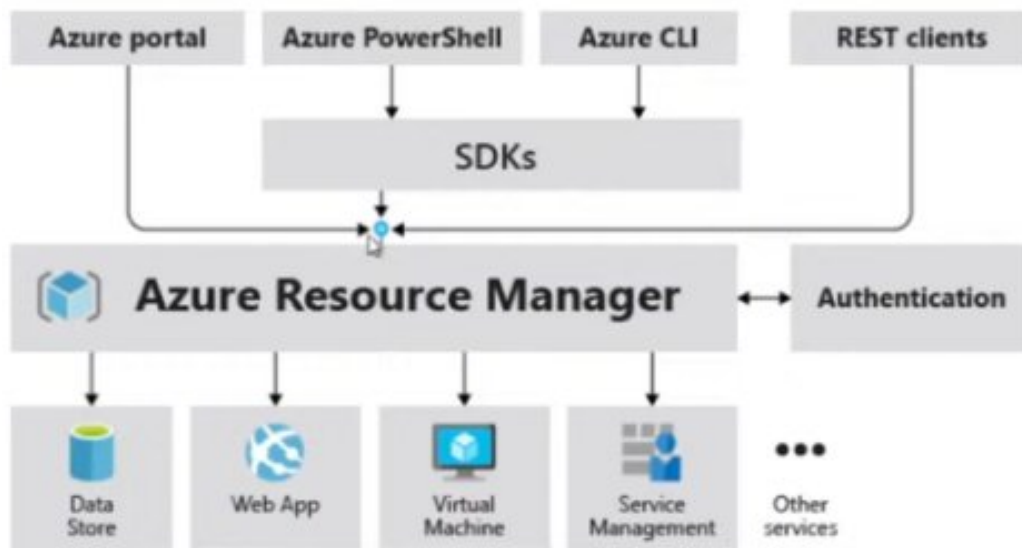 Azure portal
Azure PowerShell
Azure CLI
REST clients
SDKs
Azure Resource Manager
Authentication
Data
Store
Web App
Virtual
Machine
Service
Management
Other
services